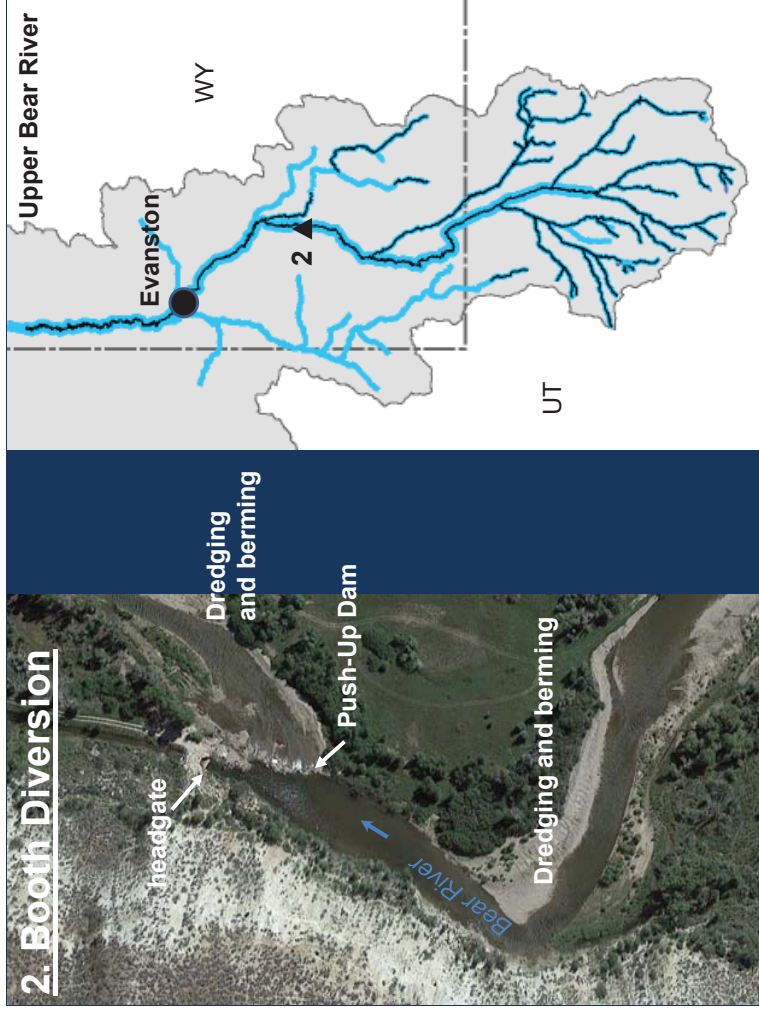 2. Booth Diversion
headgate
Dredging
and berming
Push-Up Dam
Bear River
Dredging and berming
Upper Bear River
Evanston
WY
2
UT